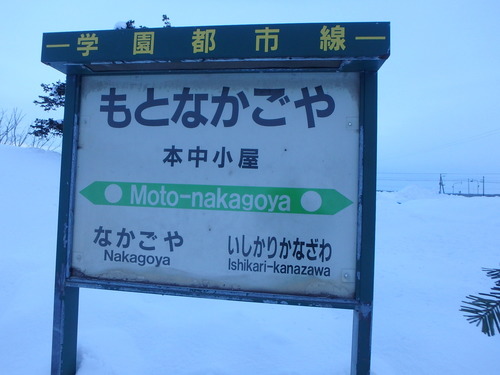 ー学園都市線ー
もとなかごや
本中小屋
Moto-nakagoya
なかごや いしかりかなざわ
Nakagoya Ishikari-kanazawa